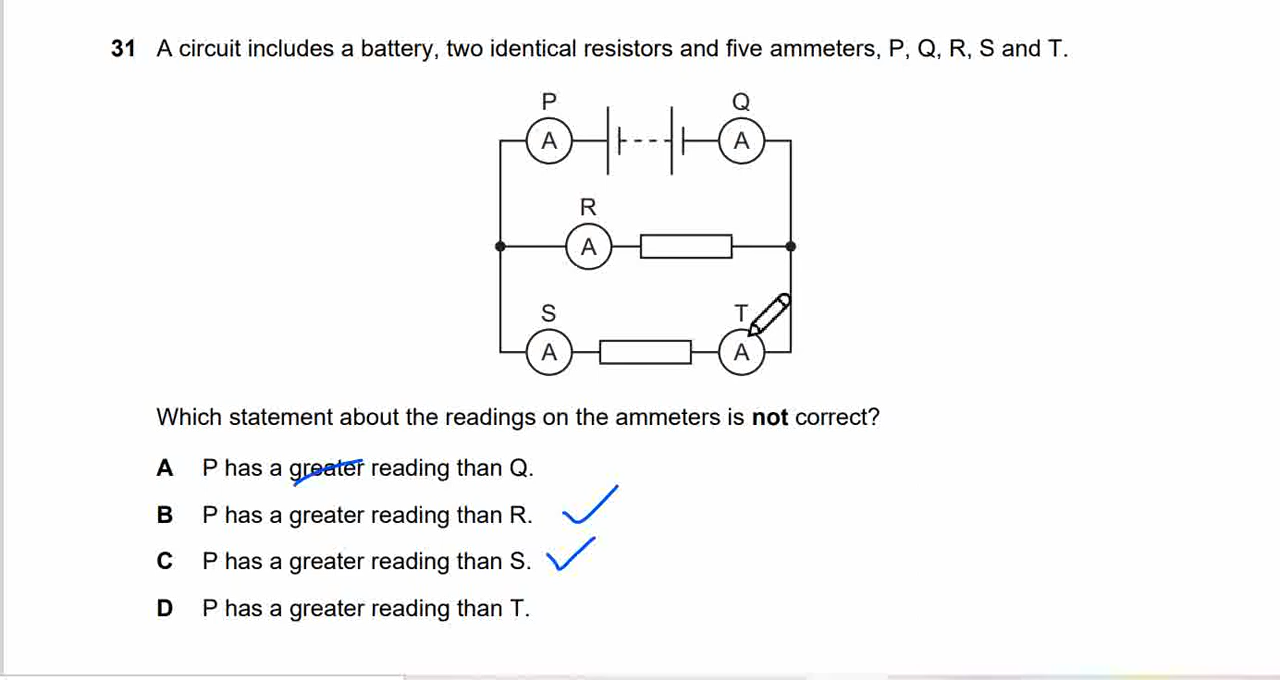 31 A circuit includes a battery, two identical resistors and five ammeters, P, Q, R, S and T.
P Q
A A
R
A
S T
A A
Which statement about the readings on the ammeters is not correct?
A P has a greater reading than Q.
B P has a greater reading than R.
C P has a greater reading than S.
D P has a greater reading than T.